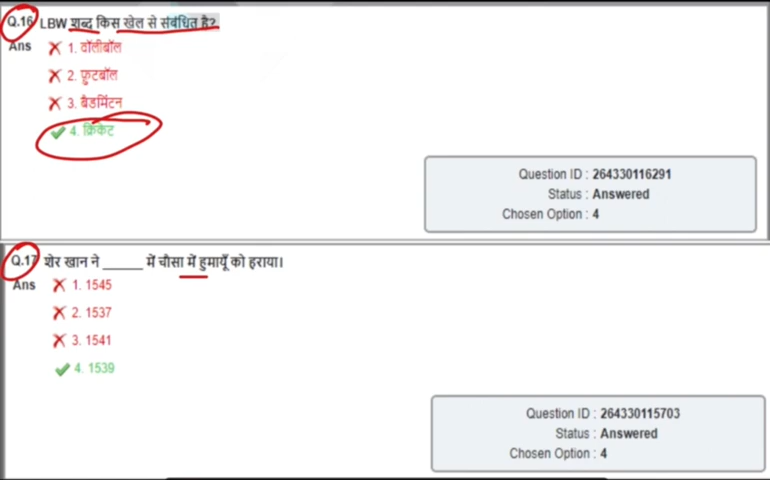 Q.16 LBW शब्द किस खेल से संबंधित है?
Ans 1. वॉलीबॉल
2. फ़ुटबॉल
3. बैडमिंटन
4. क्रिकेट
Question ID : 264330116291
Status : Answered
Chosen Option : 4
Q.17 शेर खान ने ______ में चौसा में हुमायूँ को हराया।
Ans 1. 1545
2. 1537
3. 1541
4. 1539
Question ID : 264330115703
Status : Answered
Chosen Option : 4